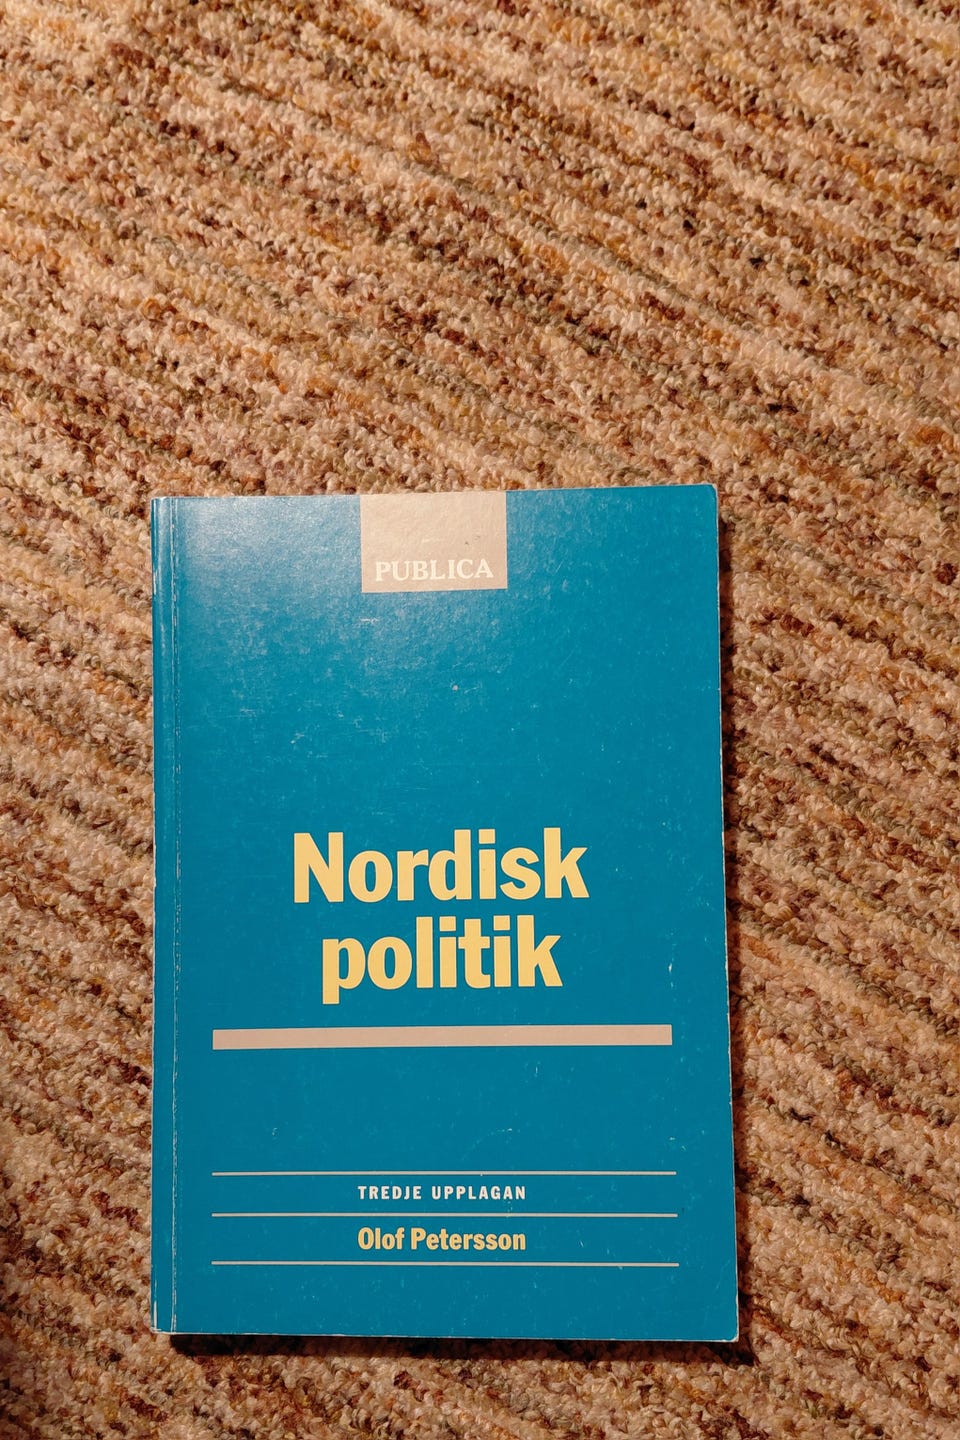 PUBLICA
Nordisk
politik
TREDJE UPPLAGAN
Olof Petersson